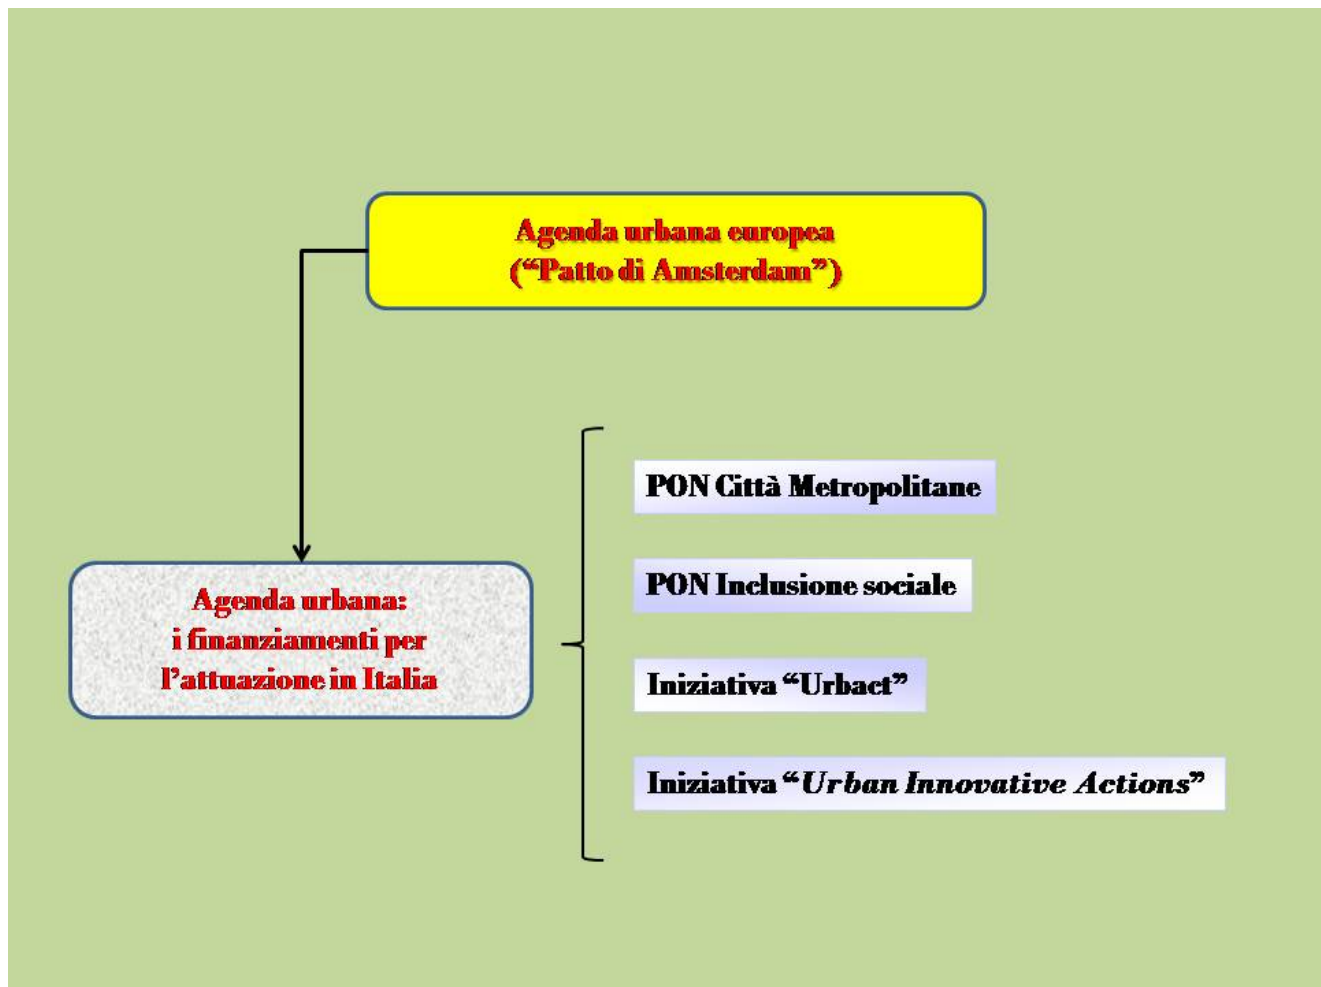 Agenda urbana europea
(“Patto di Amsterdam”)
PON Città Metropolitane
PON Inclusione sociale
Agenda urbana:
i finanziamenti per
l’attuazione in Italia
Iniziativa “Urbact”
Iniziativa “Urban Innovative Actions”